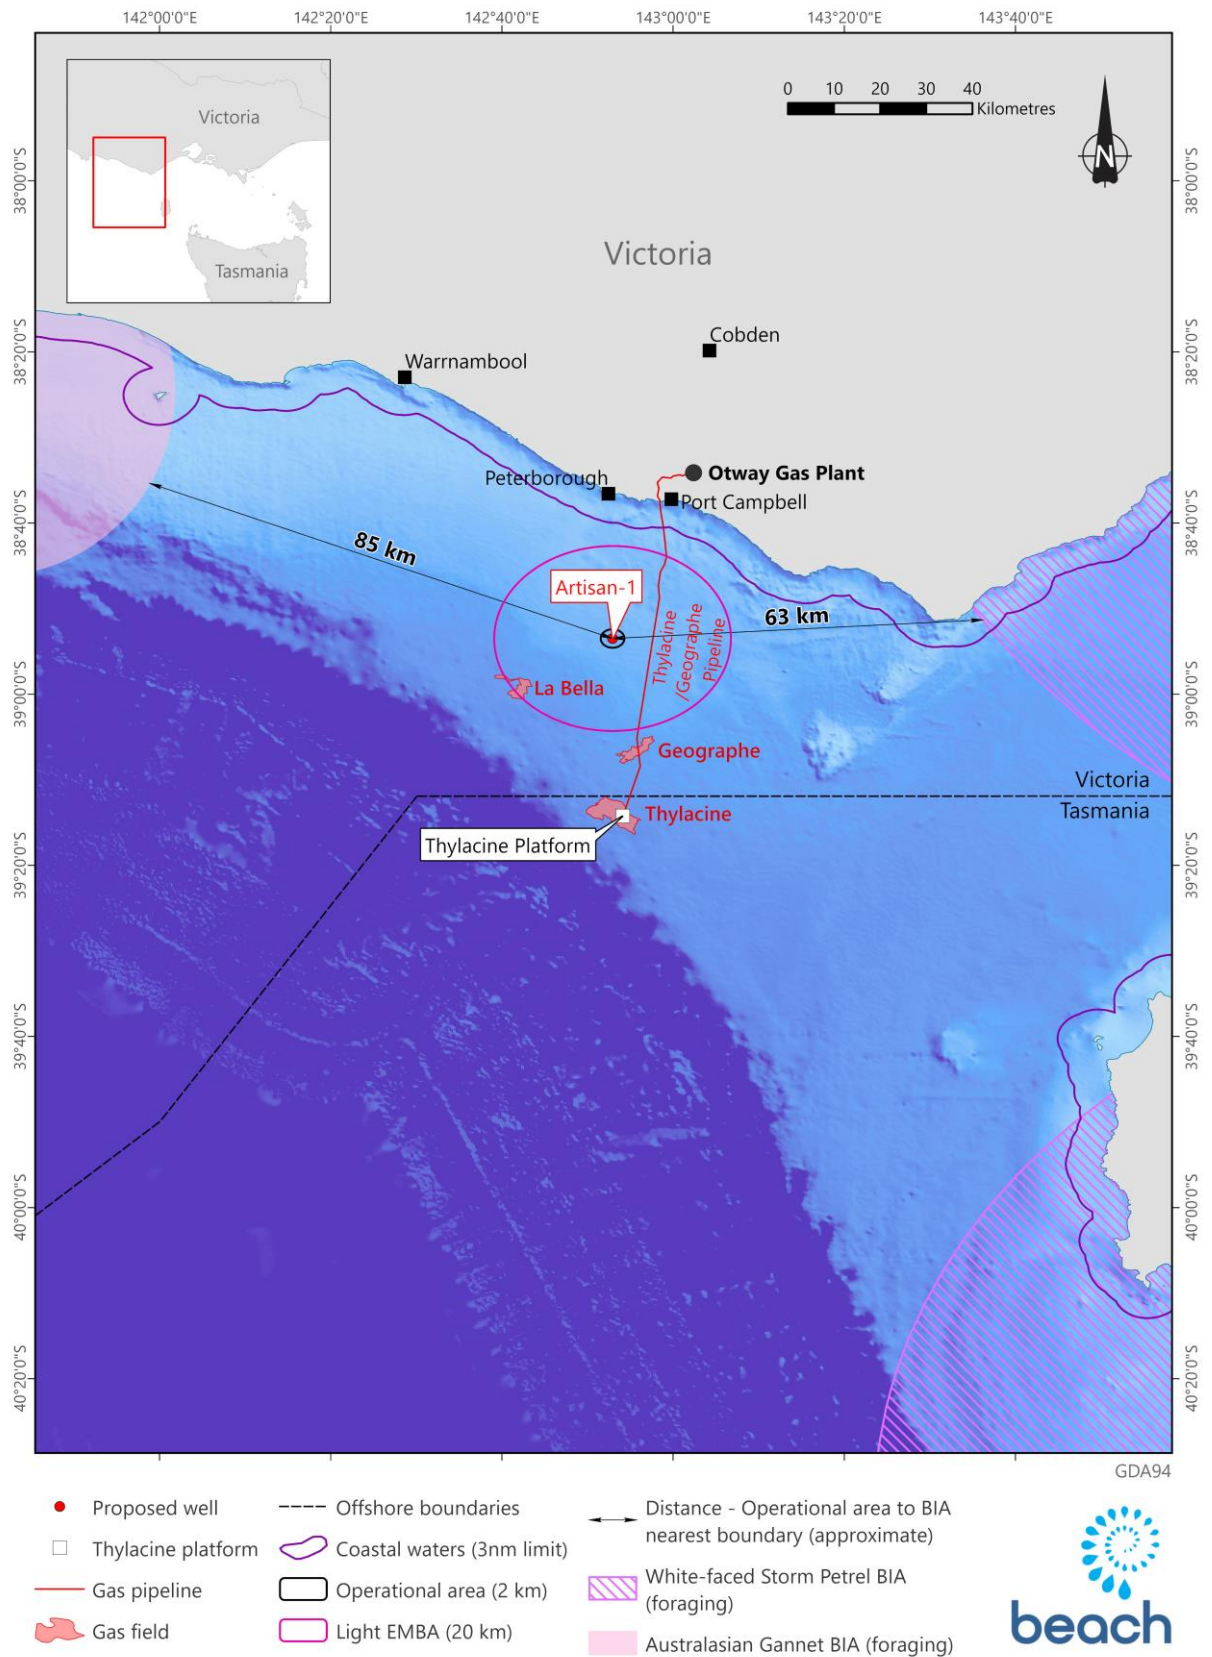 142°0'0"E
142°20'0"E
142°40'0"E
143°0'0"E
143°20'0"E
143°40'0"E
38°00'0"S
38°20'0"S
38°40'0"S
39°00'0"S
39°20'0"S
39°40'0"S
40°00'0"S
40°20'0"S
38°00'0"S
38°20'0"S
38°40'0"S
39°00'0"S
39°20'0"S
39°40'0"S
40°00'0"S
40°20'0"S
Victoria
Tasmania
0 10 20 30 40
Kilometres
N
Victoria
Cobden
Warrnambool
Otway Gas Plant
Peterborough
Port Campbell
85 km
Artisan-1
63 km
Thylacine
/Geographe
Pipeline
La Bella
Geographe
Victoria
Tasmania
Thylacine
Thylacine Platform
GDA94
Proposed well
Thylacine platform
Gas pipeline
Gas field
Offshore boundaries
Coastal waters (3nm limit)
Operational area (2 km)
Light EMBA (20 km)
Distance - Operational area to BIA
nearest boundary (approximate)
White-faced Storm Petrel BIA
(foraging)
Australasian Gannet BIA (foraging)
beach